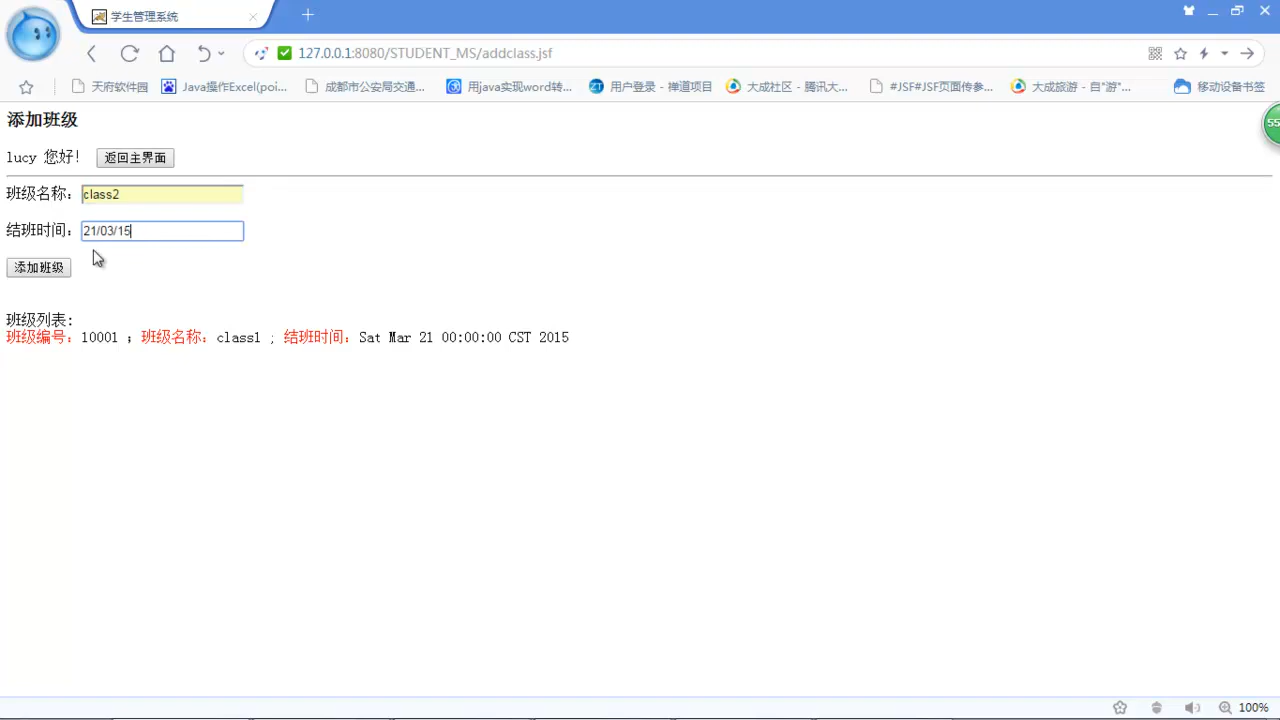 学生管理系统
127.0.0.1:8080/STUDENT_MS/addclass.jsf
天府软件园 Java操作Excel(poi... 成都市公安局交通... 用java实现word转... 用户登录 - 禅道项目 大成社区 - 腾讯大... #JSF#JSF页面传参... 大成旅游 - 自"游"... 移动设备书签
添加班级
55
lucy 您好! 返回主界面
班级名称: class2
结班时间: 21/03/15
添加班级
班级列表:
班级编号: 10001 ; 班级名称: class1 ; 结班时间: Sat Mar 21 00:00:00 CST 2015
100%